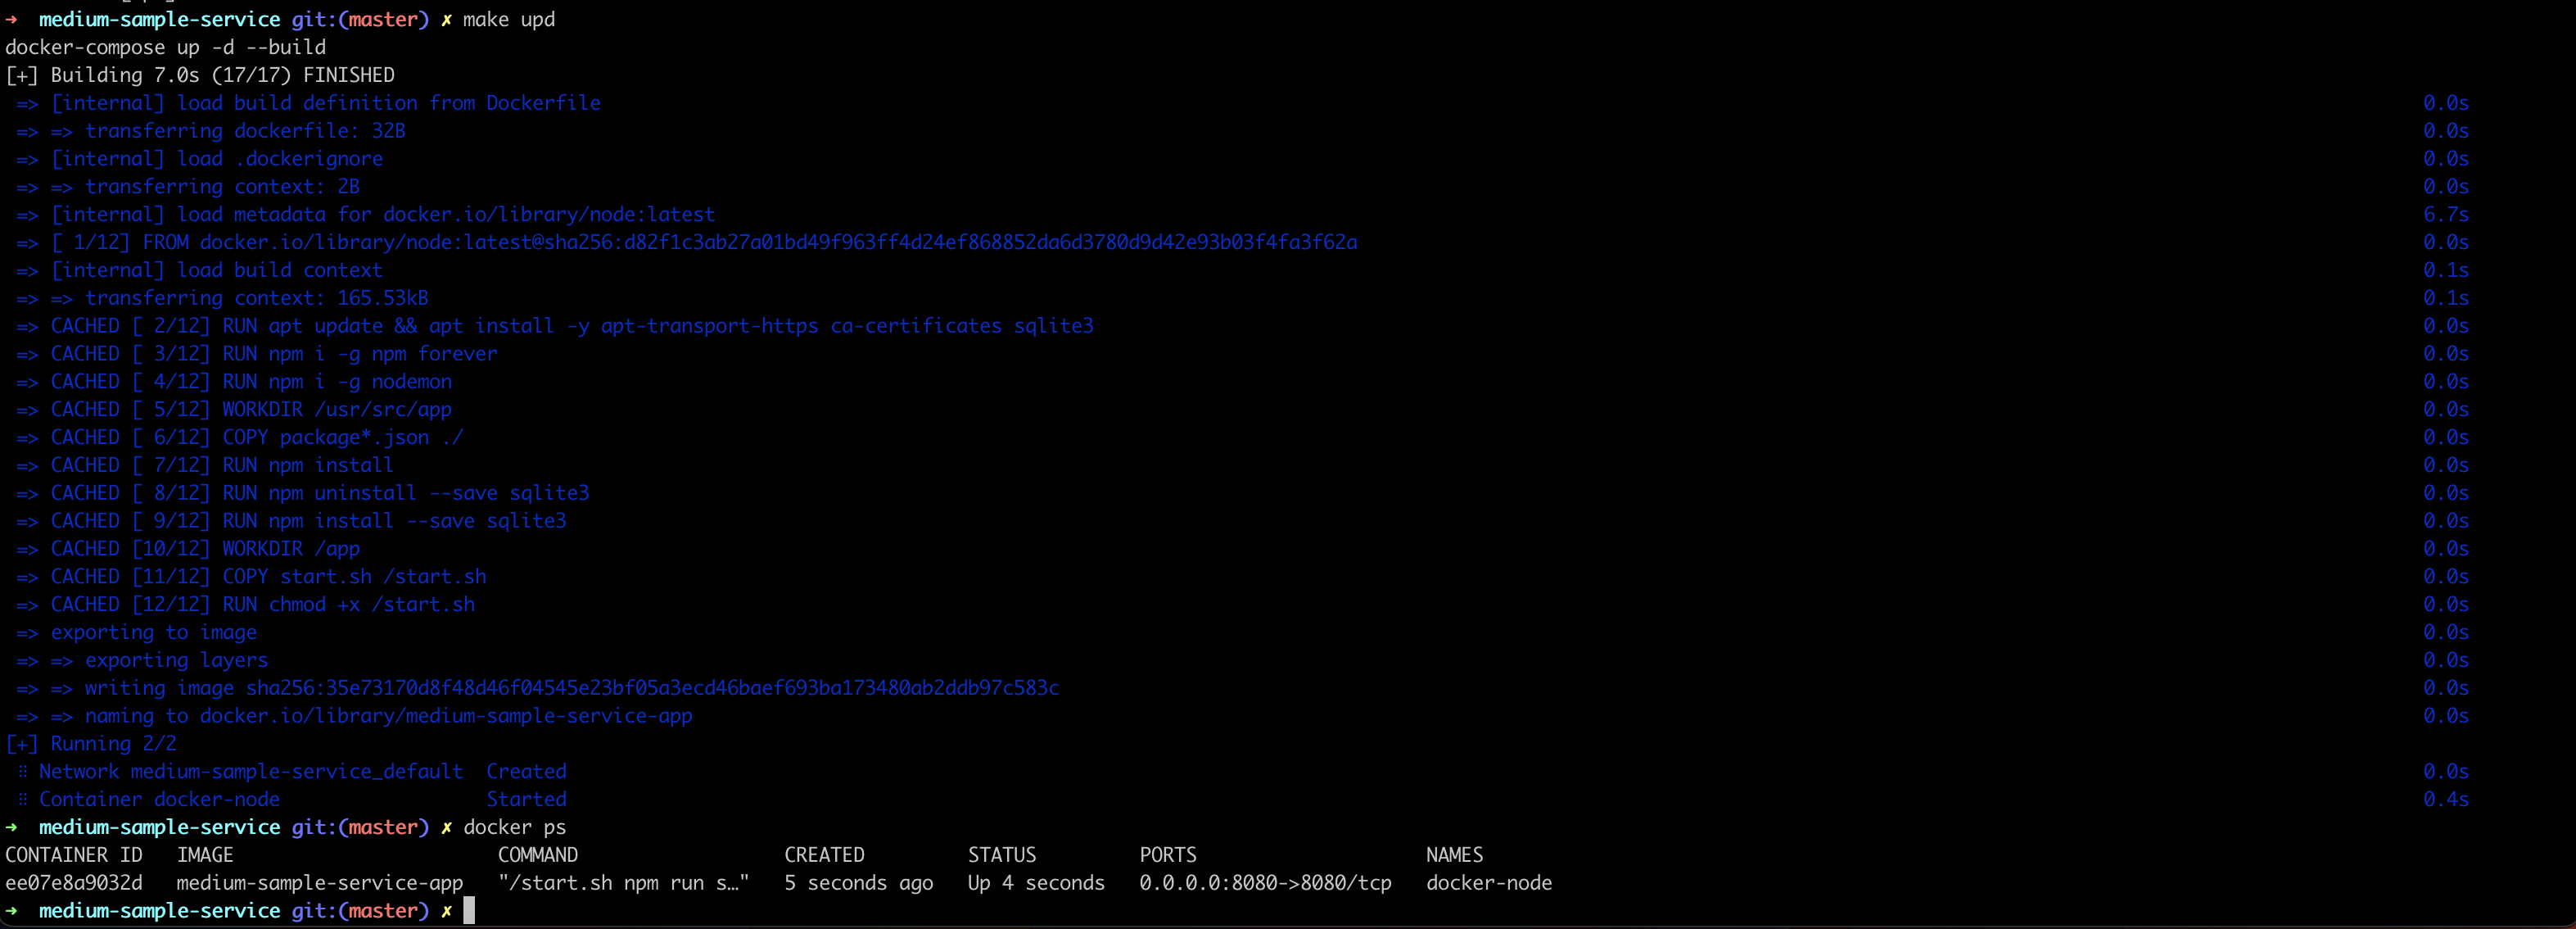 ➜  medium-sample-service git:(master) ✗ make upd
docker-compose up -d --build
[+] Building 7.0s (17/17) FINISHED
 => [internal] load build definition from Dockerfile 0.0s
 => => transferring dockerfile: 32B 0.0s
 => [internal] load .dockerignore 0.0s
 => => transferring context: 2B 0.0s
 => [internal] load metadata for docker.io/library/node:latest 6.7s
 => [ 1/12] FROM docker.io/library/node:latest@sha256:d82f1c3ab27a01bd49f963ff4d24ef868852da6d3780d9d42e93b03f4fa3f62a 0.0s
 => [internal] load build context 0.1s
 => => transferring context: 165.53kB 0.1s
 => CACHED [ 2/12] RUN apt update && apt install -y apt-transport-https ca-certificates sqlite3 0.0s
 => CACHED [ 3/12] RUN npm i -g npm forever 0.0s
 => CACHED [ 4/12] RUN npm i -g nodemon 0.0s
 => CACHED [ 5/12] WORKDIR /usr/src/app 0.0s
 => CACHED [ 6/12] COPY package*.json ./ 0.0s
 => CACHED [ 7/12] RUN npm install 0.0s
 => CACHED [ 8/12] RUN npm uninstall --save sqlite3 0.0s
 => CACHED [ 9/12] RUN npm install --save sqlite3 0.0s
 => CACHED [10/12] WORKDIR /app 0.0s
 => CACHED [11/12] COPY start.sh /start.sh 0.0s
 => CACHED [12/12] RUN chmod +x /start.sh 0.0s
 => exporting to image 0.0s
 => => exporting layers 0.0s
 => => writing image sha256:35e73170d8f48d46f04545e23bf05a3ecd46baef693ba173480ab2ddb97c583c 0.0s
 => => naming to docker.io/library/medium-sample-service-app 0.0s
[+] Running 2/2
 ⠿ Network medium-sample-service_default  Created 0.0s
 ⠿ Container docker-node                  Started 0.4s
➜  medium-sample-service git:(master) ✗ docker ps
CONTAINER ID   IMAGE                       COMMAND                  CREATED         STATUS         PORTS                    NAMES
ee07e8a9032d   medium-sample-service-app   "/start.sh npm run s…"   5 seconds ago   Up 4 seconds   0.0.0.0:8080->8080/tcp   docker-node
➜  medium-sample-service git:(master) ✗